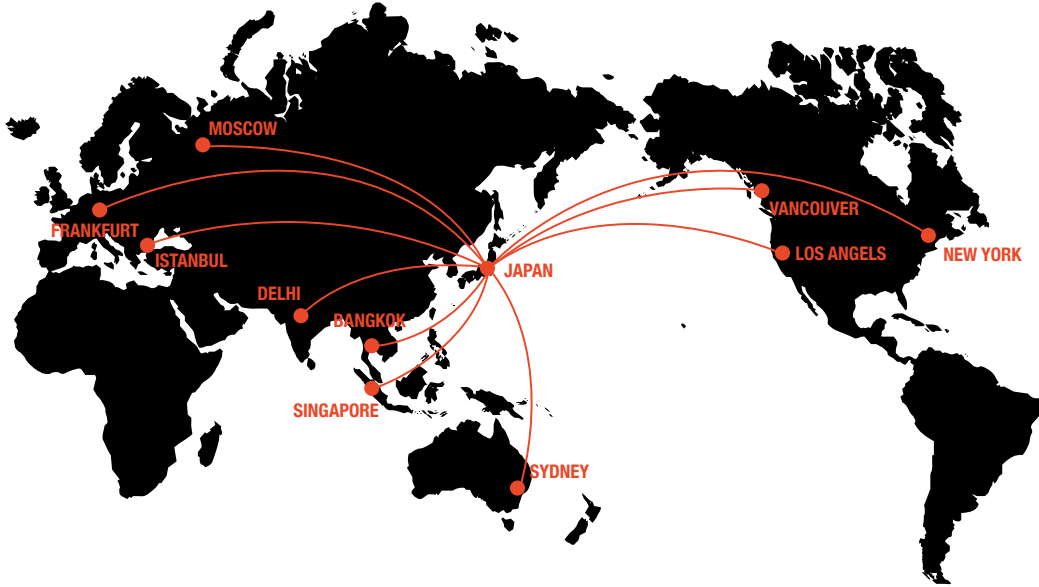 MOSCOW
VANCOUVER
FRANKFURT
ISTANBUL
LOS ANGELS
NEW YORK
JAPAN
DELHI
BANGKOK
SINGAPORE
SYDNEY